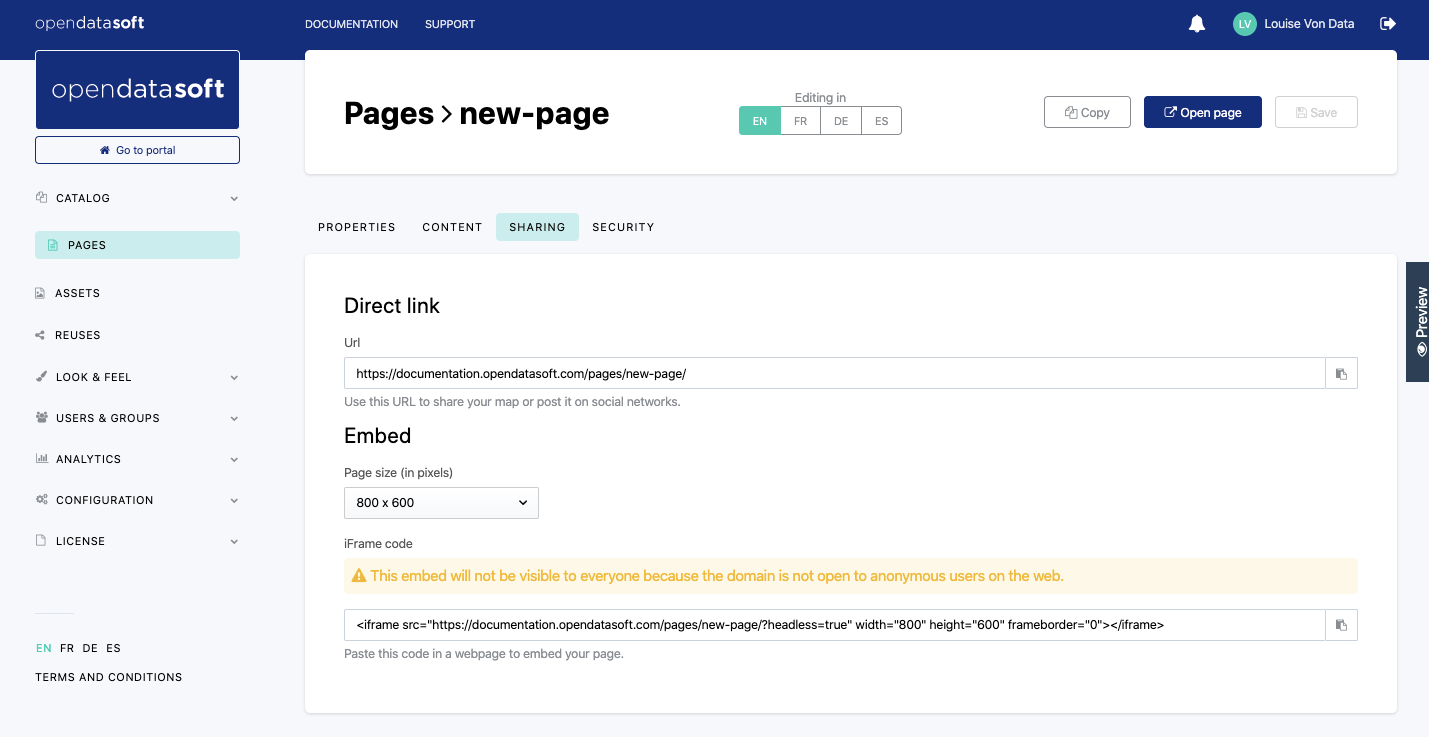 opendatasoft
DOCUMENTATION
SUPPORT
LV
Louise Von Data
opendatasoft
Go to portal
CATALOG
PAGES
ASSETS
REUSES
LOOK & FEEL
USERS & GROUPS
ANALYTICS
CONFIGURATION
LICENSE
EN FR DE ES
TERMS AND CONDITIONS
Pages > new-page
Editing in
EN FR DE ES
Copy
Open page
Save
PROPERTIES
CONTENT
SHARING
SECURITY
Direct link
Url
https://documentation.opendatasoft.com/pages/new-page/
Use this URL to share your map or post it on social networks.
Embed
Page size (in pixels)
800 x 600
iFrame code
This embed will not be visible to everyone because the domain is not open to anonymous users on the web.
<iframe src="https://documentation.opendatasoft.com/pages/new-page/?headless=true" width="800" height="600" frameborder="0"></iframe>
Paste this code in a webpage to embed your page.
Preview